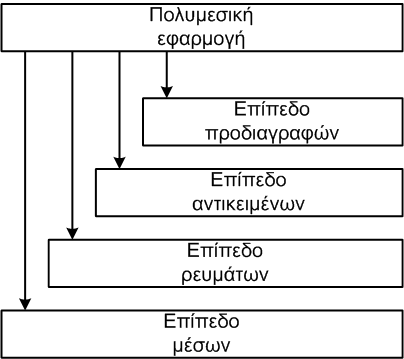 Πολυμεσική
εφαρμογή
Επίπεδο
προδιαγραφών
Επίπεδο
αντικειμένων
Επίπεδο
ρευμάτων
Επίπεδο
μέσων